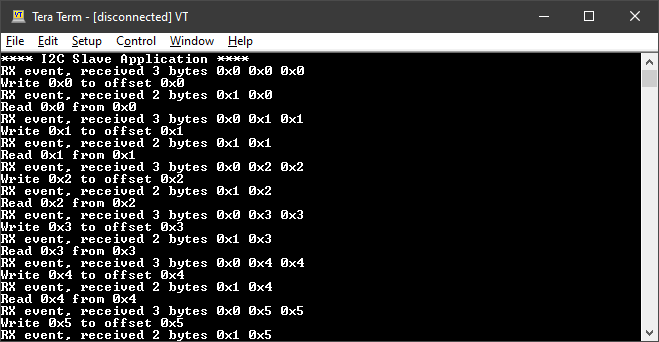 Tera Term - [disconnected] VT
File Edit Setup Control Window Help
**** I2C Slave Application ****
RX event, received 3 bytes 0x0 0x0 0x0
Write 0x0 to offset 0x0
RX event, received 2 bytes 0x1 0x0
Read 0x0 from 0x0
RX event, received 3 bytes 0x0 0x1 0x1
Write 0x1 to offset 0x1
RX event, received 2 bytes 0x1 0x1
Read 0x1 from 0x1
RX event, received 3 bytes 0x0 0x2 0x2
Write 0x2 to offset 0x2
RX event, received 2 bytes 0x1 0x2
Read 0x2 from 0x2
RX event, received 3 bytes 0x0 0x3 0x3
Write 0x3 to offset 0x3
RX event, received 2 bytes 0x1 0x3
Read 0x3 from 0x3
RX event, received 3 bytes 0x0 0x4 0x4
Write 0x4 to offset 0x4
RX event, received 2 bytes 0x1 0x4
Read 0x4 from 0x4
RX event, received 3 bytes 0x0 0x5 0x5
Write 0x5 to offset 0x5
RX event, received 2 bytes 0x1 0x5